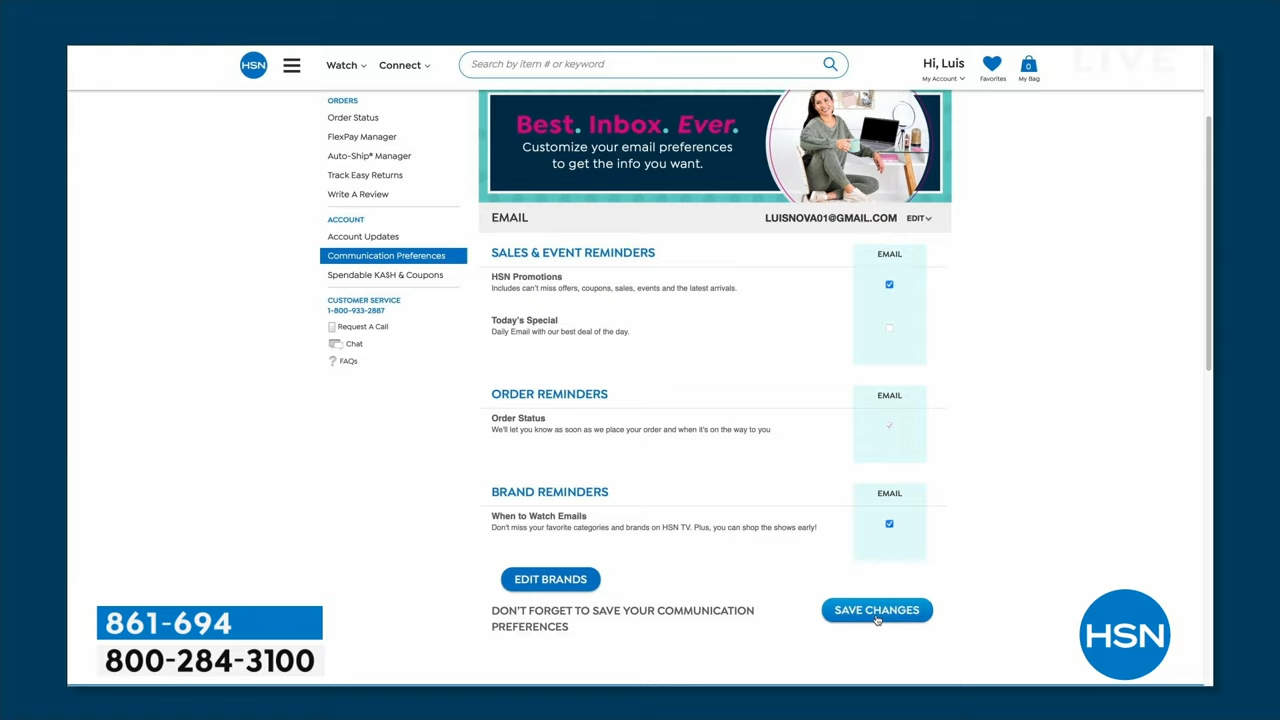 HSN
Watch
Connect
Search by item # or keyword
Hi, Luis
My Account
Favorites
0
My Bag
LIVE
ORDERS
Order Status
FlexPay Manager
Auto-Ship® Manager
Track Easy Returns
Write A Review
ACCOUNT
Account Updates
Communication Preferences
Spendable KA$H & Coupons
CUSTOMER SERVICE
1-800-933-2887
Request A Call
Chat
? FAQs
Best. Inbox. Ever.
Customize your email preferences
to get the info you want.
EMAIL
LUISNOVA01@GMAIL.COM EDIT
SALES & EVENT REMINDERS
EMAIL
HSN Promotions
Includes can't miss offers, coupons, sales, events and the latest arrivals.
Today's Special
Daily Email with our best deal of the day.
ORDER REMINDERS
EMAIL
Order Status
We'll let you know as soon as we place your order and when it's on the way to you
BRAND REMINDERS
EMAIL
When to Watch Emails
Don't miss your favorite categories and brands on HSN TV. Plus, you can shop the shows early!
EDIT BRANDS
DON'T FORGET TO SAVE YOUR COMMUNICATION
PREFERENCES
SAVE CHANGES
861-694
800-284-3100
HSN